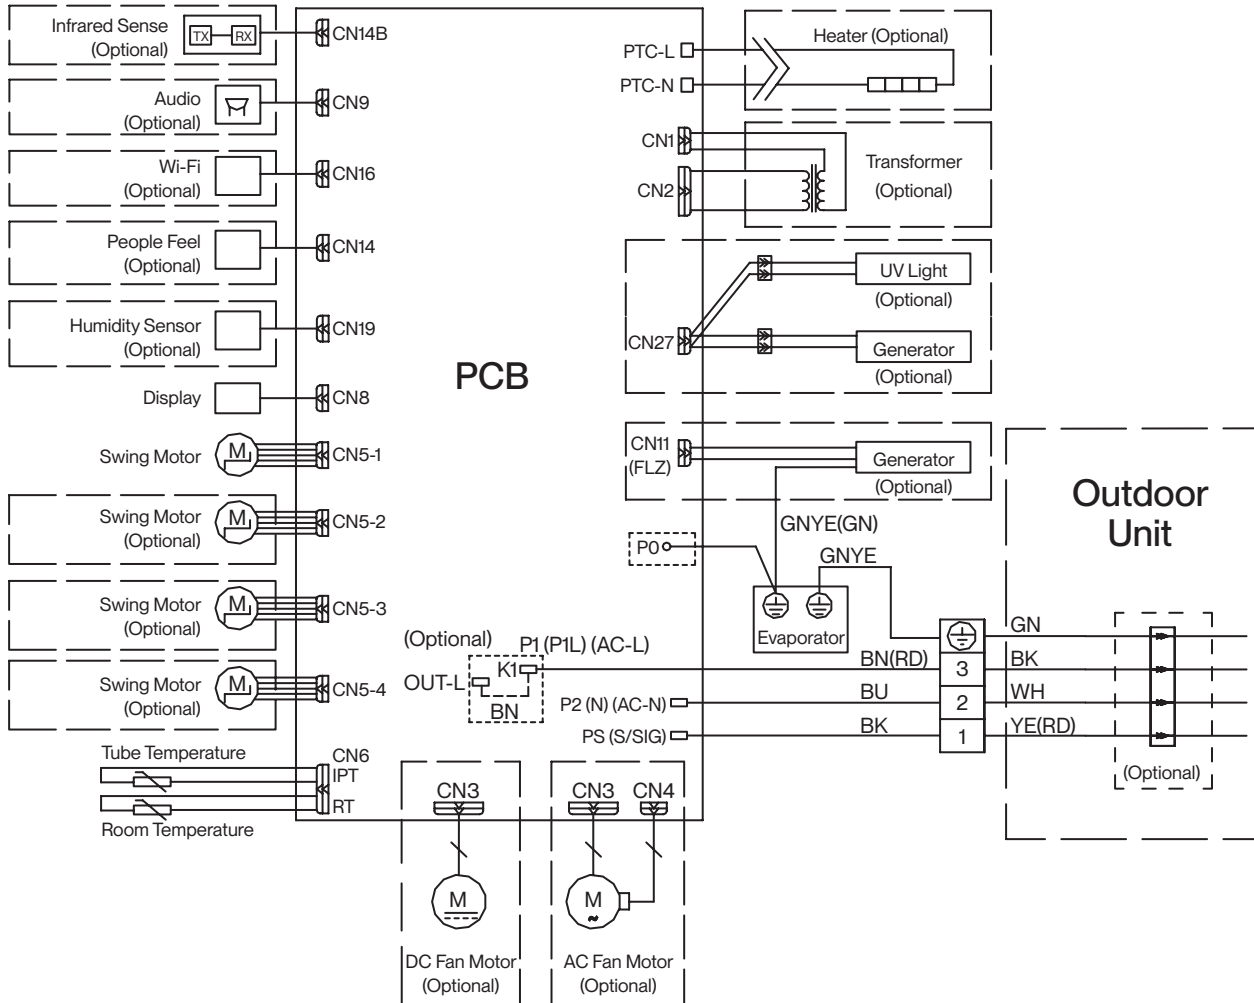 Infrared Sense
(Optional)
TX
RX
CN14B
Audio
(Optional)
CN9
Wi-Fi
(Optional)
CN16
People Feel
(Optional)
CN14
Humidity Sensor
(Optional)
CN19
Display
CN8
Swing Motor
M
CN5-1
Swing Motor
(Optional)
M
CN5-2
Swing Motor
(Optional)
M
CN5-3
Swing Motor
(Optional)
M
CN5-4
Tube Temperature
CN6
IPT
RT
Room Temperature
PCB
PTC-L
PTC-N
Heater (Optional)
CN1
CN2
Transformer
(Optional)
CN27
UV Light
(Optional)
Generator
(Optional)
CN11
(FLZ)
Generator
(Optional)
GNYE(GN)
P0
GNYE
Evaporator
(Optional)
P1 (P1L) (AC-L)
K1
OUT-L
BN
P2 (N) (AC-N)
PS (S/SIG)
BN(RD)
BU
BK
3
2
1
GN
BK
WH
YE(RD)
Outdoor
Unit
(Optional)
CN3
M
DC Fan Motor
(Optional)
CN3
CN4
M
~
AC Fan Motor
(Optional)